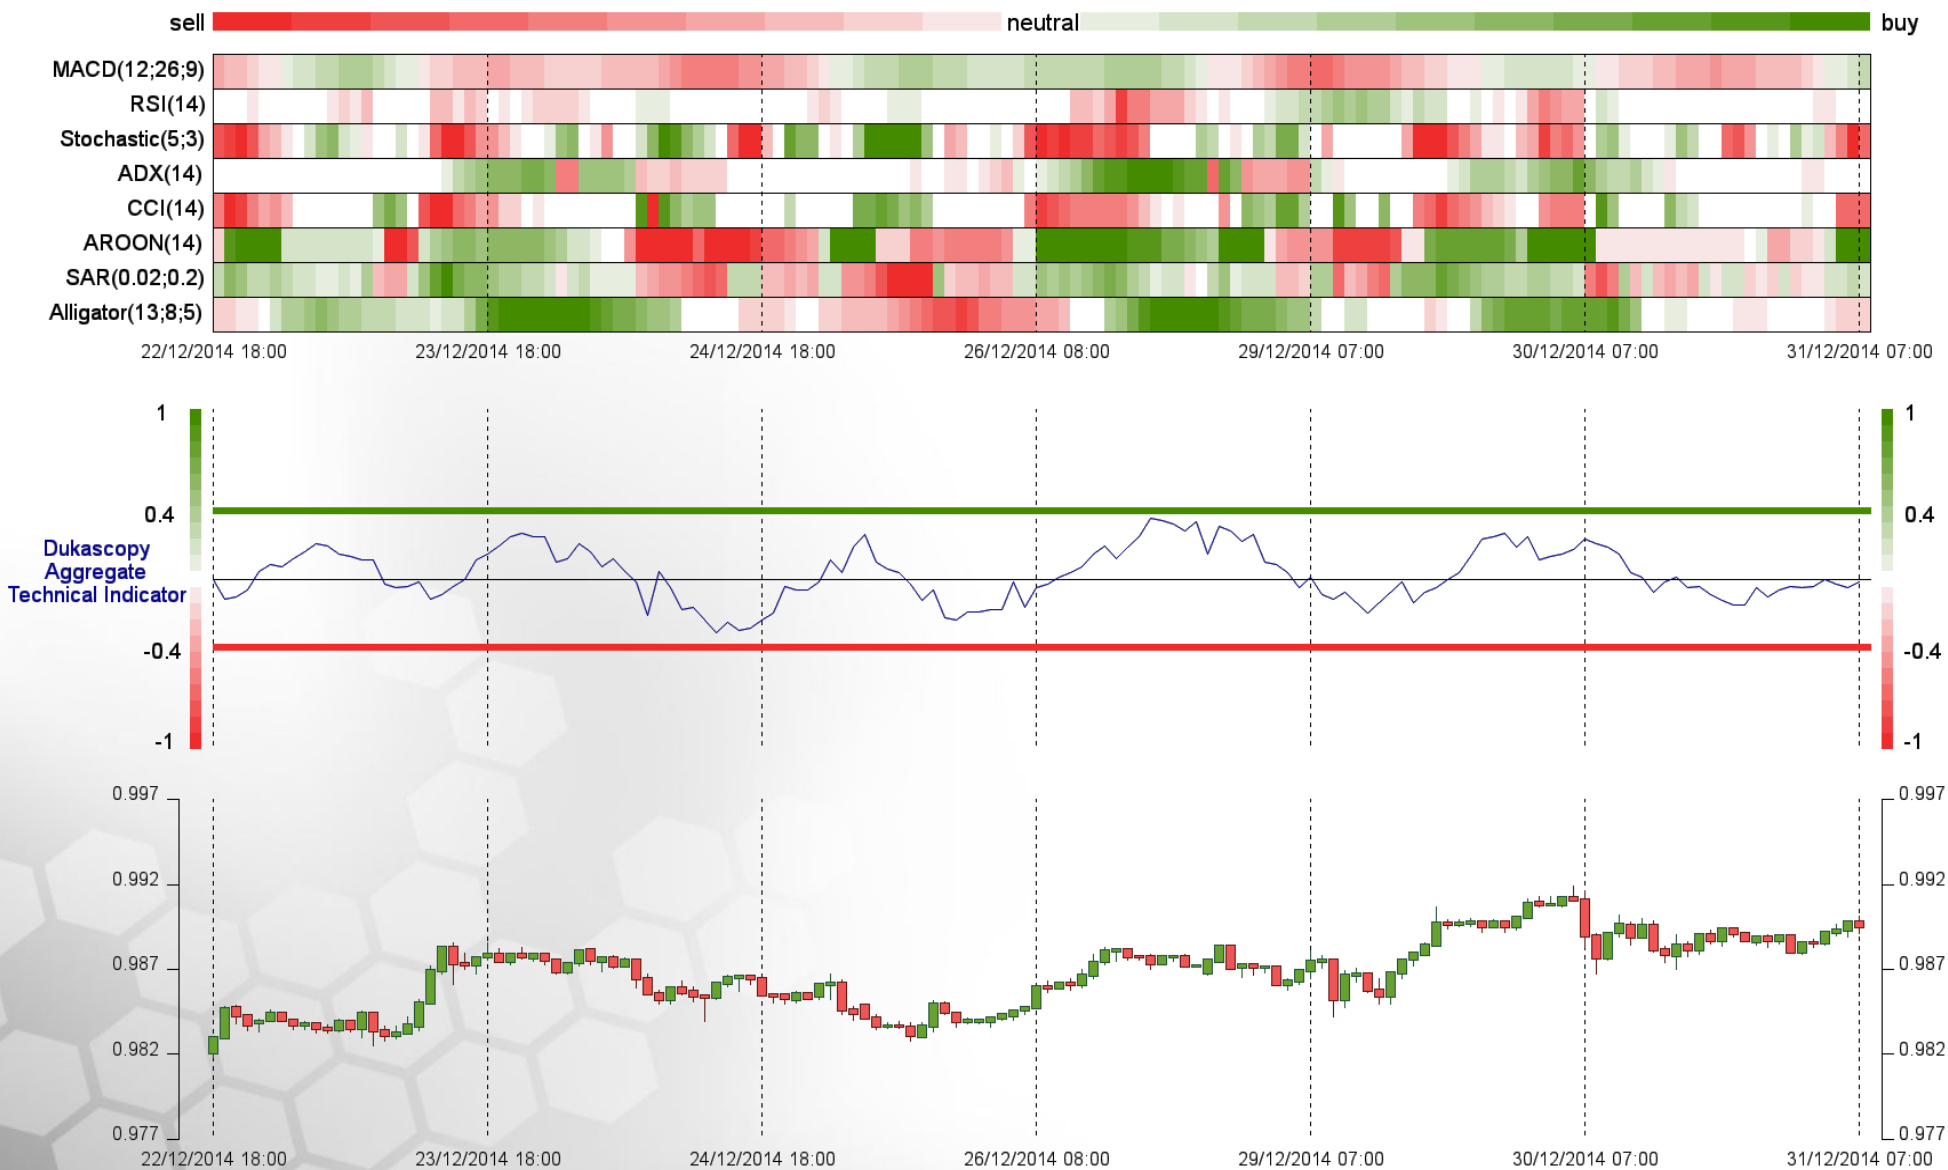 sell neutral buy
MACD(12;26;9)
RSI(14)
Stochastic(5;3)
ADX(14)
CCI(14)
AROON(14)
SAR(0.02;0.2)
Alligator(13;8;5)
22/12/2014 18:00 23/12/2014 18:00 24/12/2014 18:00 26/12/2014 08:00 29/12/2014 07:00 30/12/2014 07:00 31/12/2014 07:00
1 1
0.4 0.4
Dukascopy
Aggregate
Technical Indicator
-0.4 -0.4
-1 -1
0.997 0.997
0.992 0.992
0.987 0.987
0.982 0.982
0.977 0.977
22/12/2014 18:00 23/12/2014 18:00 24/12/2014 18:00 26/12/2014 08:00 29/12/2014 07:00 30/12/2014 07:00 31/12/2014 07:00